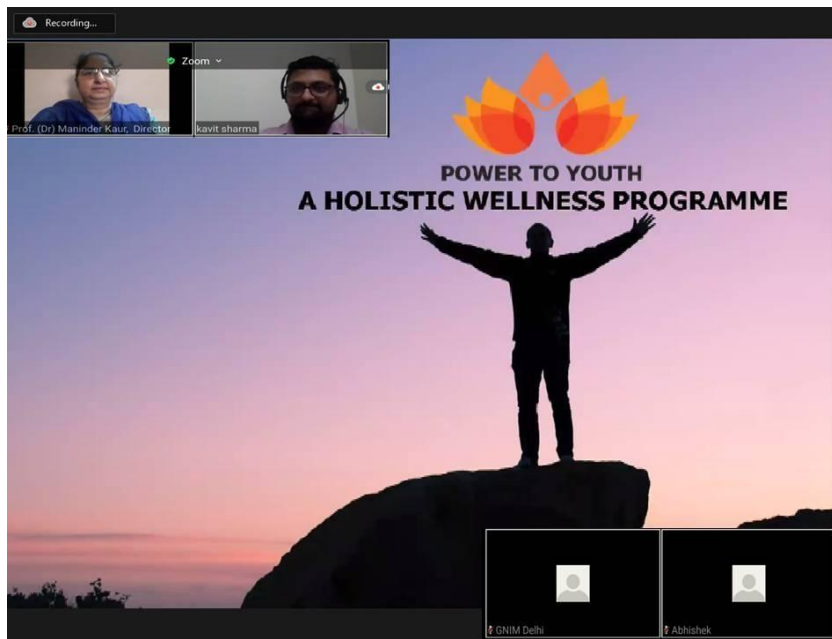 Recording...
Zoom
Prof. (Dr) Maninder Kaur, Director
kavit sharma
POWER TO YOUTH
A HOLISTIC WELLNESS PROGRAMME
GNIM Delhi
Abhishek